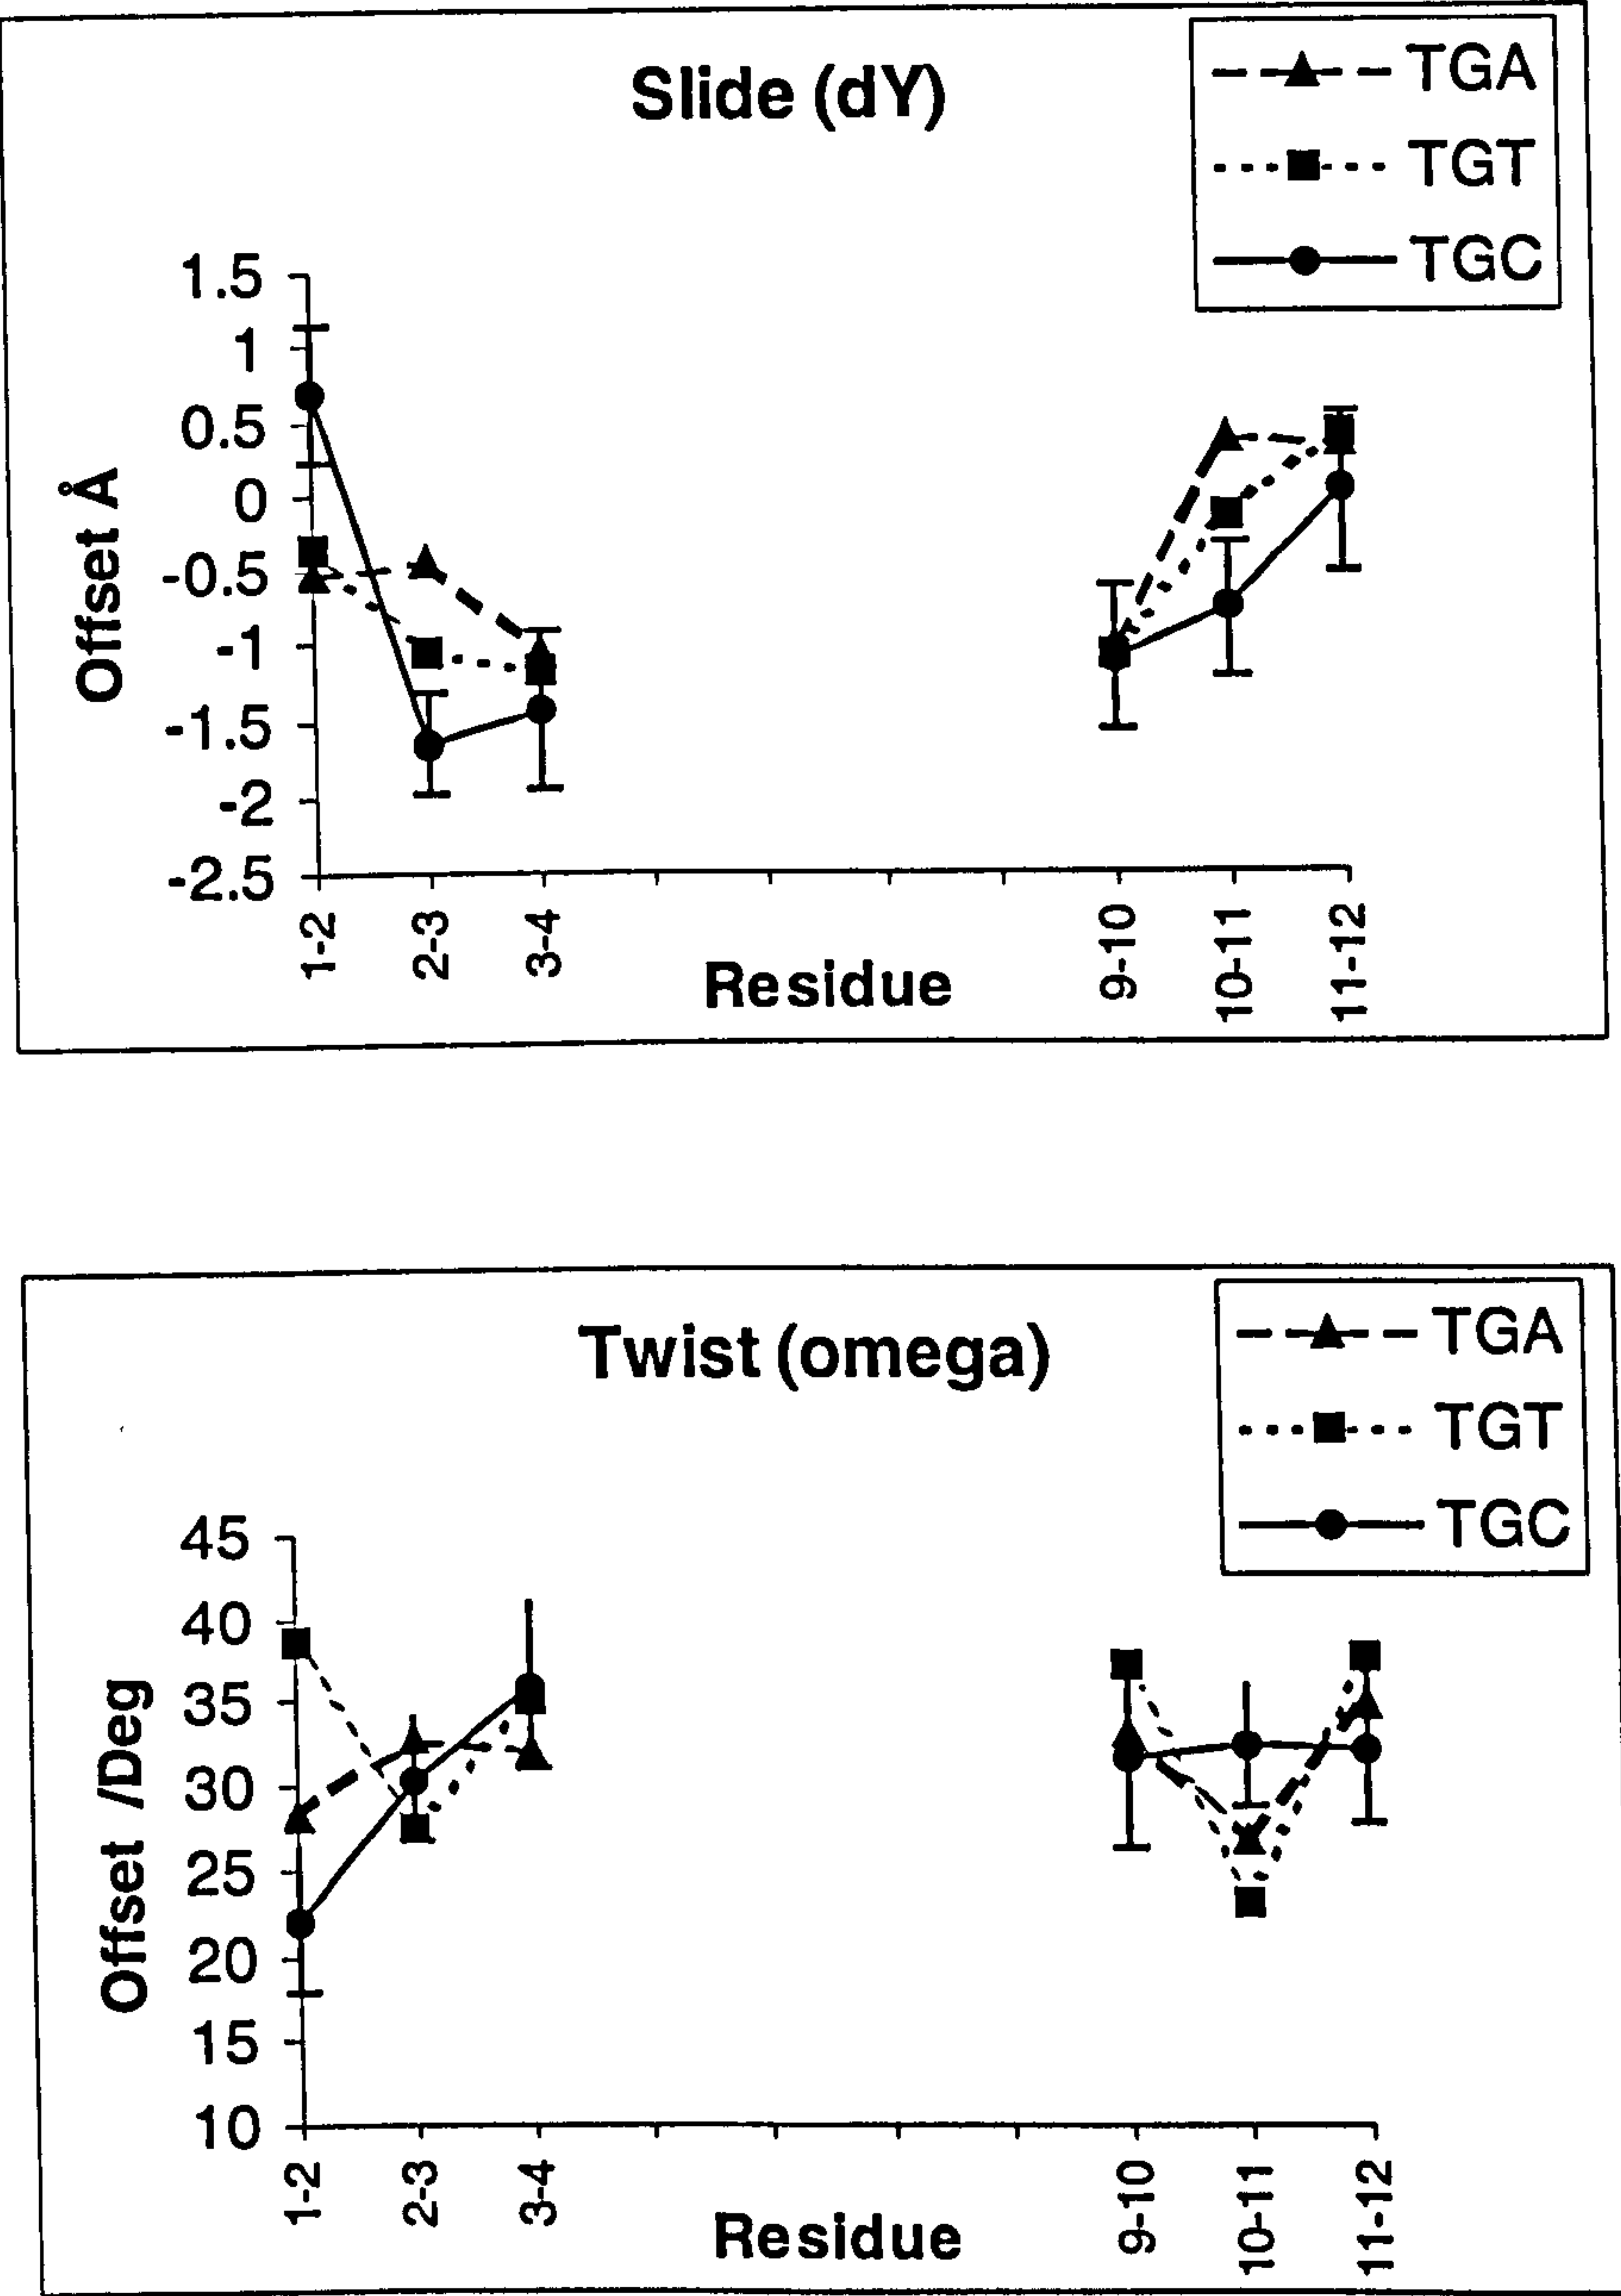 Slide (dY)
TGA
TGT
TGC
1.5
1
0.5
0
-0.5
-1
-1.5
-2
-2.5
Offset Å
1-2
2-3
3-4
9-10
10-11
11-12
Residue
Twist (omega)
TGA
TGT
TGC
45
40
35
30
25
20
15
10
Offset /Deg
1-2
2-3
3-4
9-10
10-11
11-12
Residue